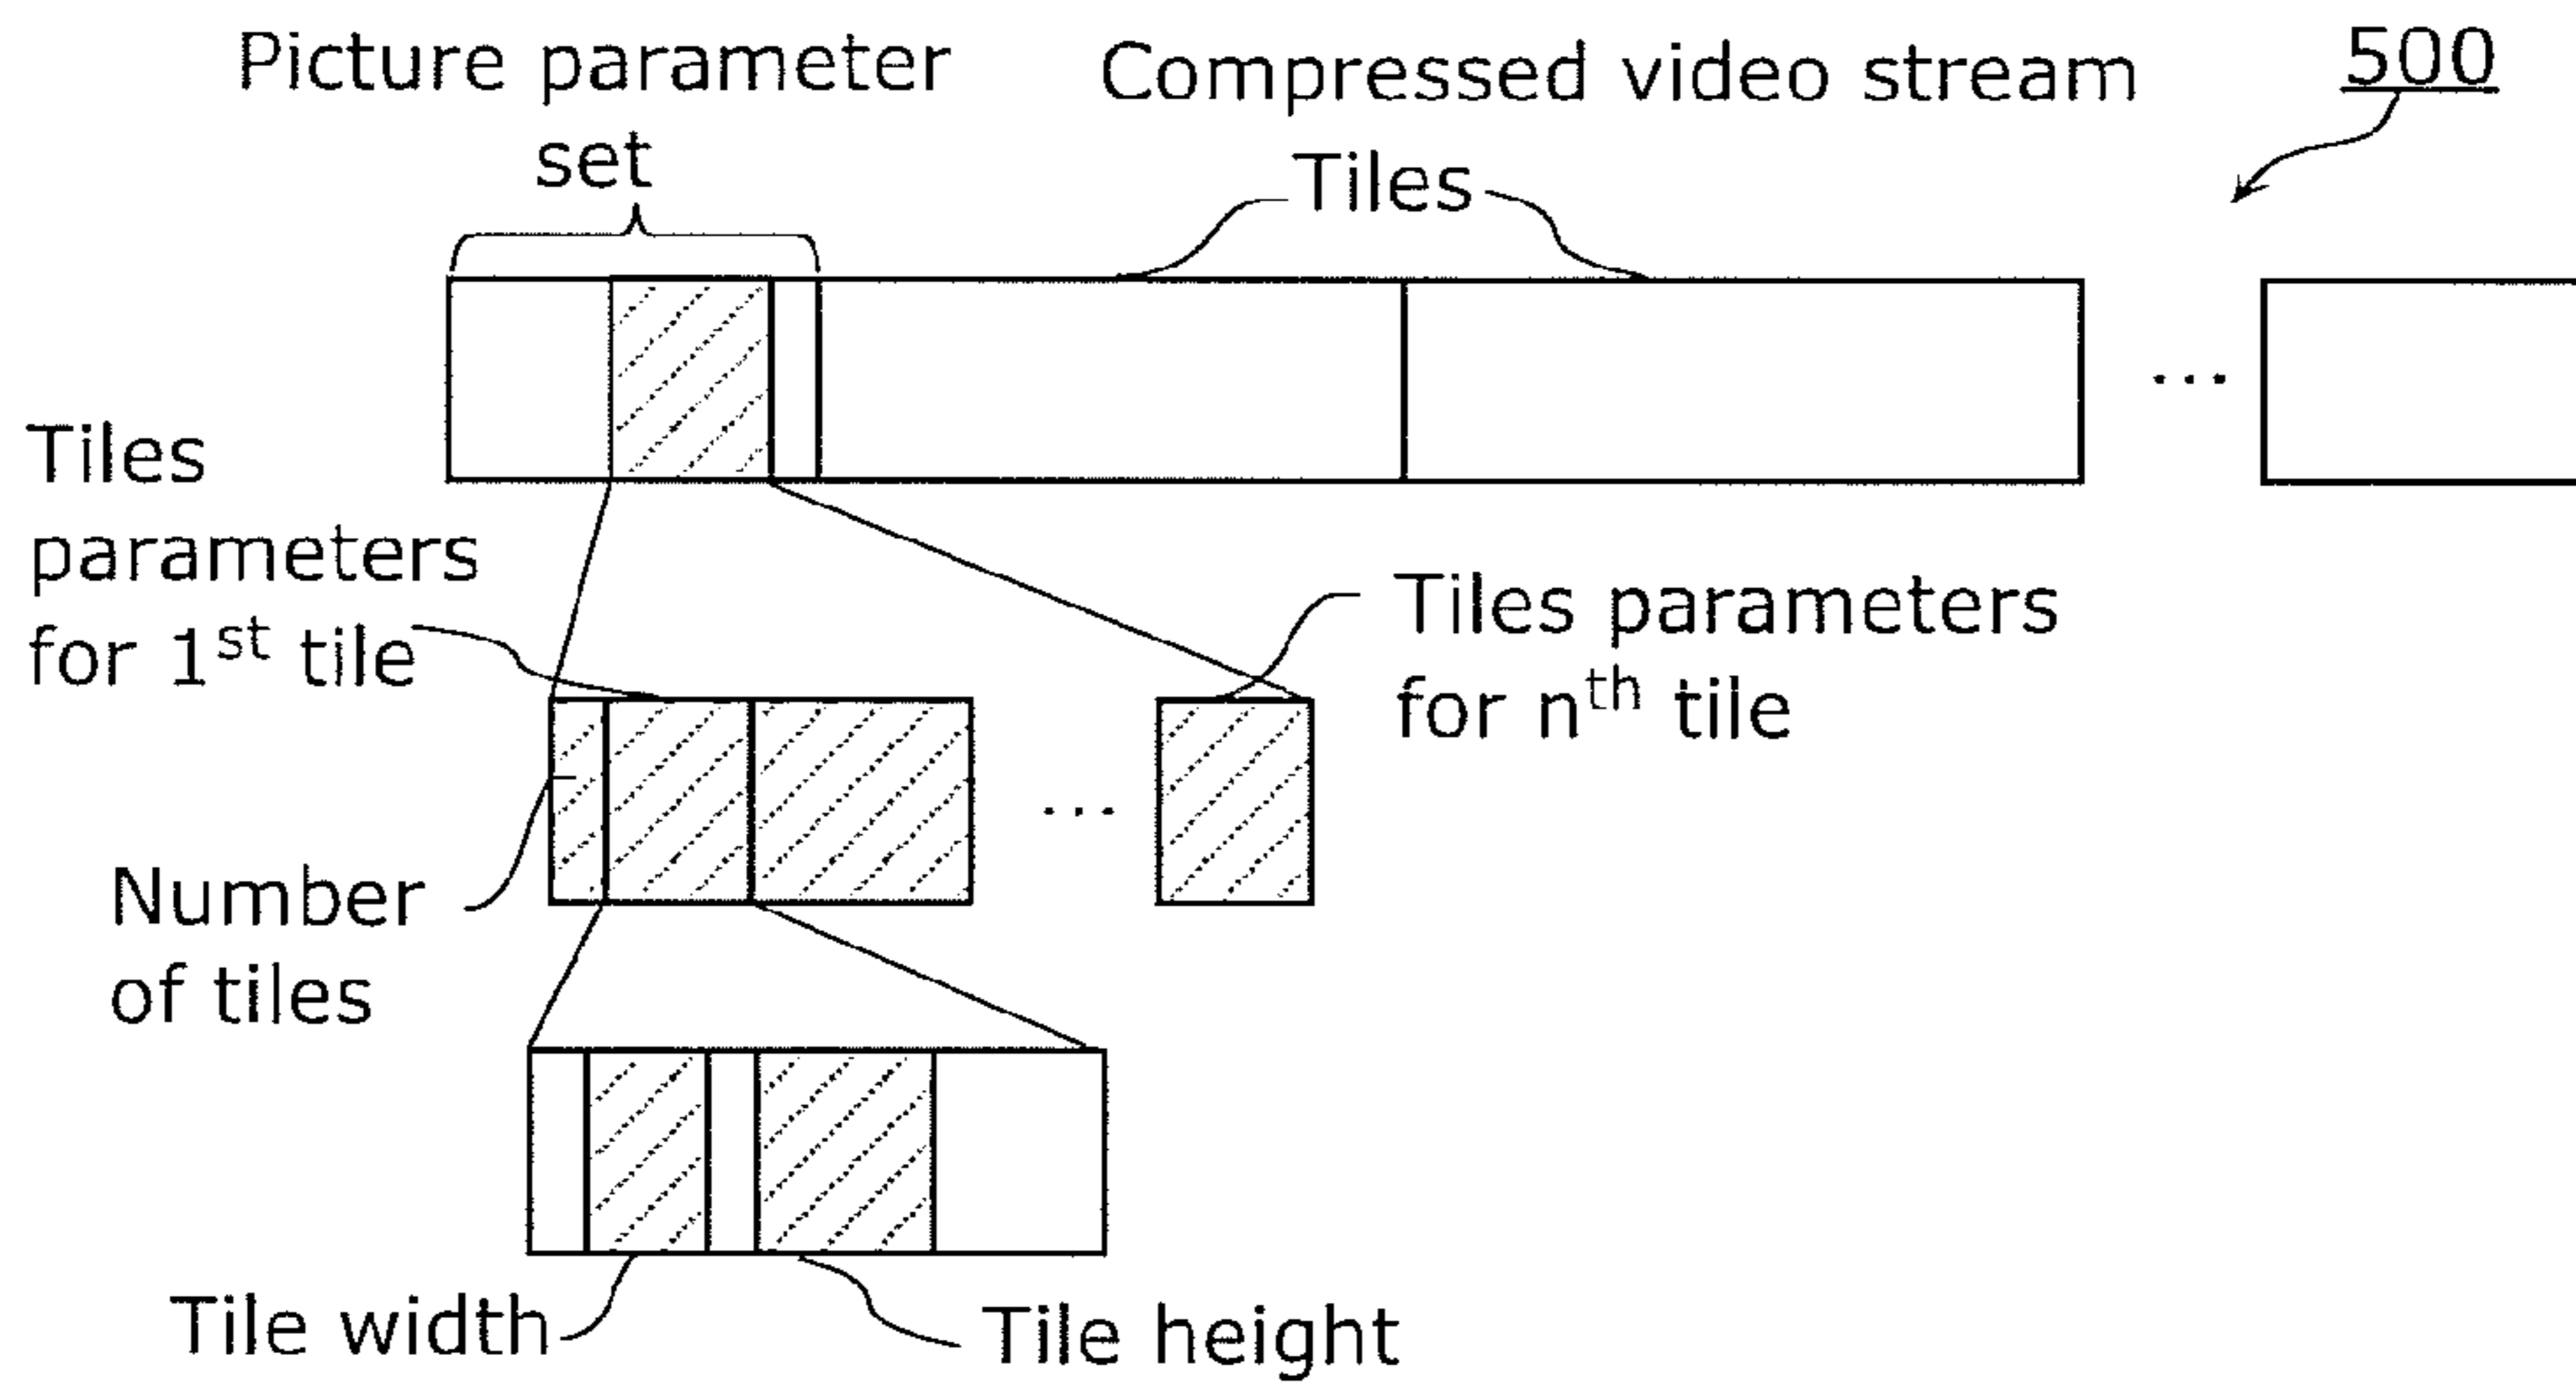 Picture parameter
set
Compressed video stream
500
Tiles
...
Tiles
parameters
for 1st tile
Tiles parameters
for nth tile
...
Number
of tiles
Tile width
Tile height